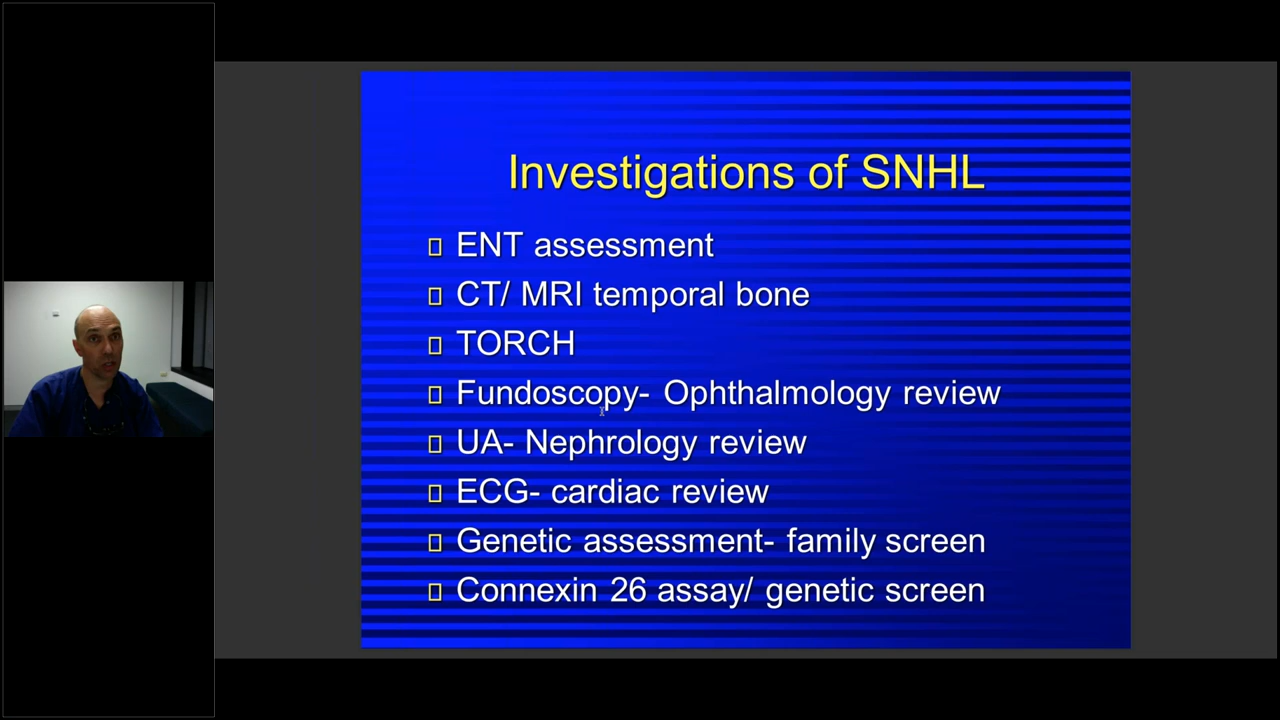 Investigations of SNHL
ENT assessment
CT/ MRI temporal bone
TORCH
Fundoscopy- Ophthalmology review
UA- Nephrology review
ECG- cardiac review
Genetic assessment- family screen
Connexin 26 assay/ genetic screen